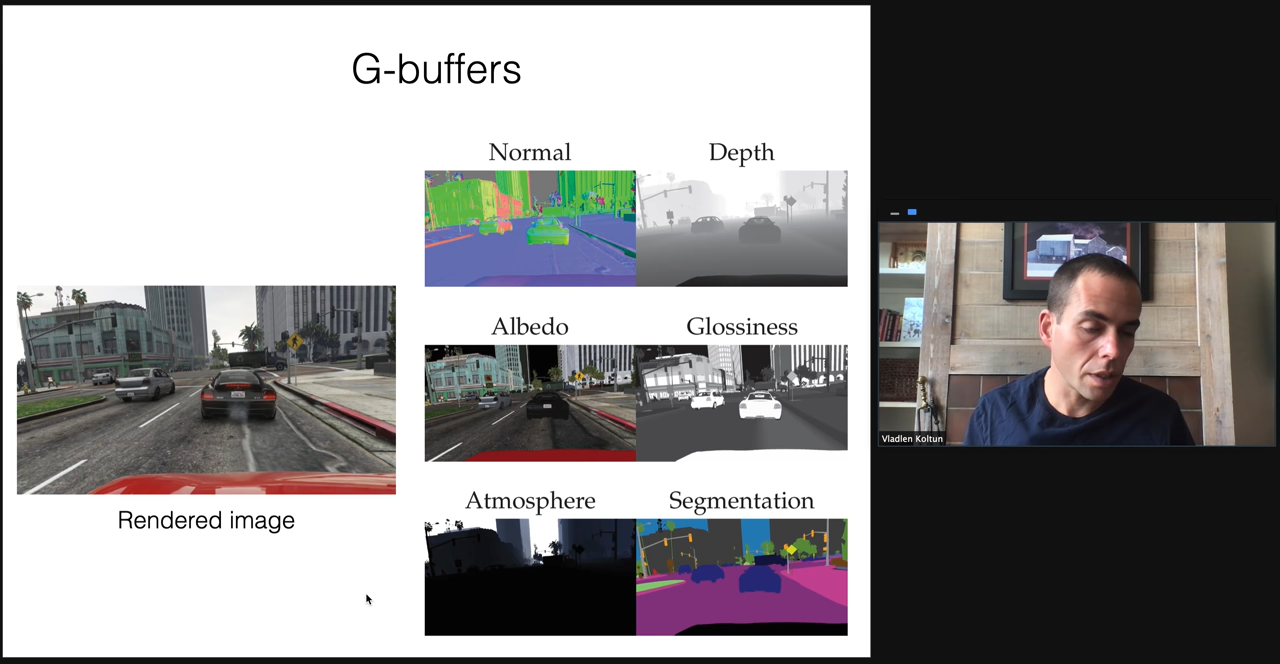 G-buffers
Normal
Depth
Albedo
Glossiness
Atmosphere
Segmentation
Rendered image
Vladlen Koltun